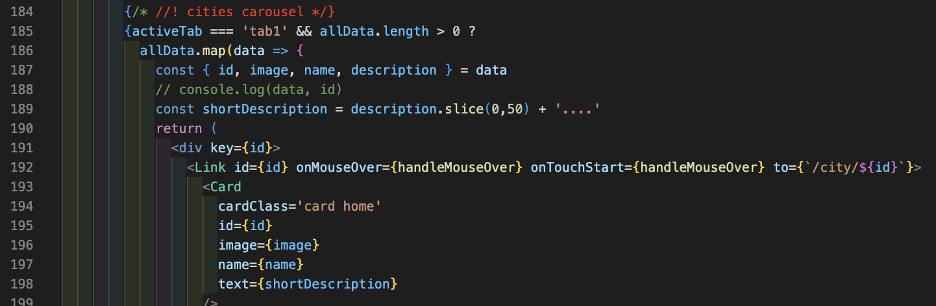 184 {/* //! cities carousel */}
185 {activeTab === 'tab1' && allData.length > 0 ?
186 allData.map(data => {
187 const { id, image, name, description } = data
188 // console.log(data, id)
189 const shortDescription = description.slice(0,50) + '....'
190 return (
191 <div key={id}>
192 <Link id={id} onMouseOver={handleMouseOver} onTouchStart={handleMouseOver} to={`/city/${id}`}>
193 <Card
194 cardClass='card home'
195 id={id}
196 image={image}
197 name={name}
198 text={shortDescription}
199 />